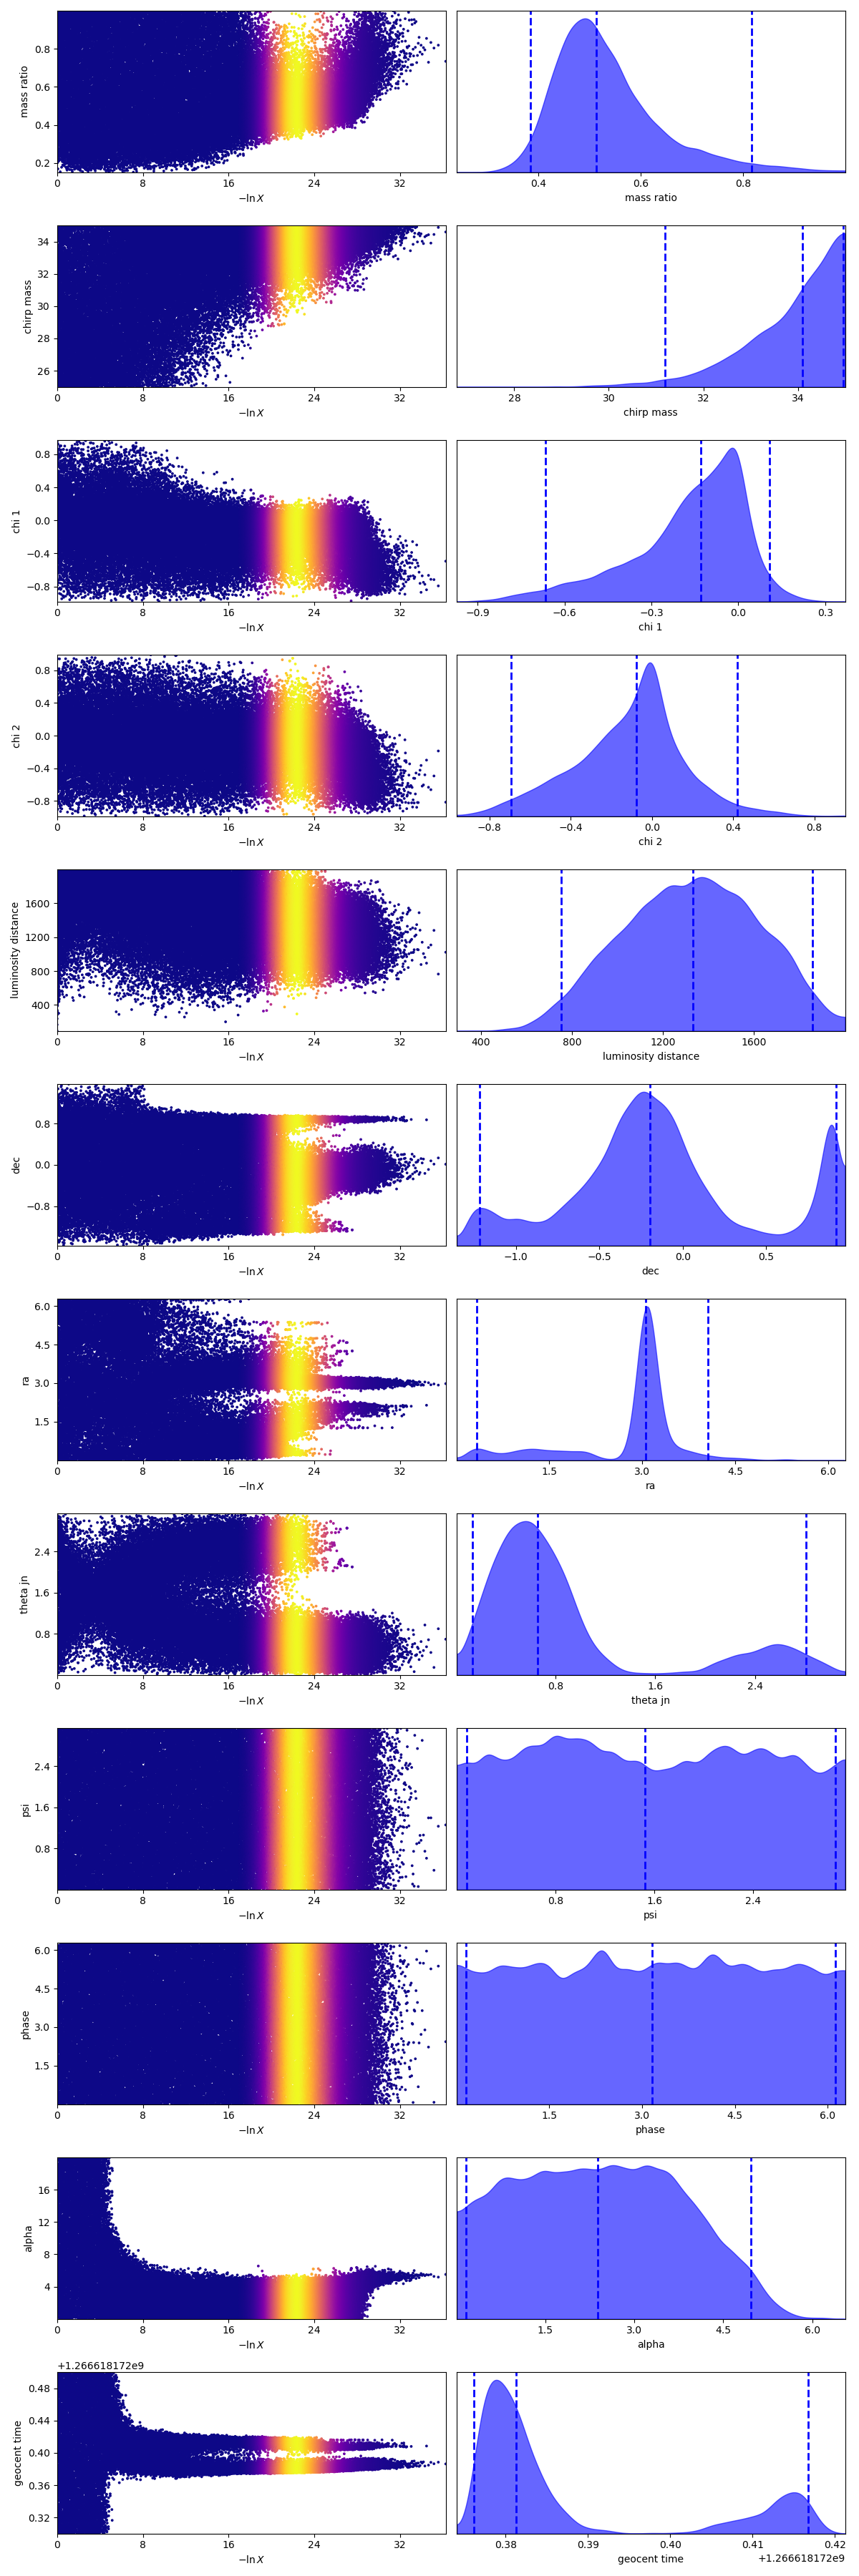 mass ratio
0.8
0.6
0.4
0.2
0 8 16 24 32
−ln X
0.4 0.6 0.8
mass ratio
chirp mass
34
32
30
28
26
0 8 16 24 32
−ln X
28 30 32 34
chirp mass
chi 1
0.8
0.4
0.0
−0.4
−0.8
0 8 16 24 32
−ln X
−0.9 −0.6 −0.3 0.0 0.3
chi 1
chi 2
0.8
0.4
0.0
−0.4
−0.8
0 8 16 24 32
−ln X
−0.8 −0.4 0.0 0.4 0.8
chi 2
luminosity distance
1600
1200
800
400
0 8 16 24 32
−ln X
400 800 1200 1600
luminosity distance
dec
0.8
0.0
−0.8
0 8 16 24 32
−ln X
−1.0 −0.5 0.0 0.5
dec
ra
6.0
4.5
3.0
1.5
0 8 16 24 32
−ln X
1.5 3.0 4.5 6.0
ra
theta jn
2.4
1.6
0.8
0 8 16 24 32
−ln X
0.8 1.6 2.4
theta jn
psi
2.4
1.6
0.8
0 8 16 24 32
−ln X
0.8 1.6 2.4
psi
phase
6.0
4.5
3.0
1.5
0 8 16 24 32
−ln X
1.5 3.0 4.5 6.0
phase
alpha
16
12
8
4
0 8 16 24 32
−ln X
1.5 3.0 4.5 6.0
alpha
+1.266618172e9
geocent time
0.48
0.44
0.40
0.36
0.32
0 8 16 24 32
−ln X
0.38 0.39 0.40 0.41 0.42
geocent time
+1.266618172e9